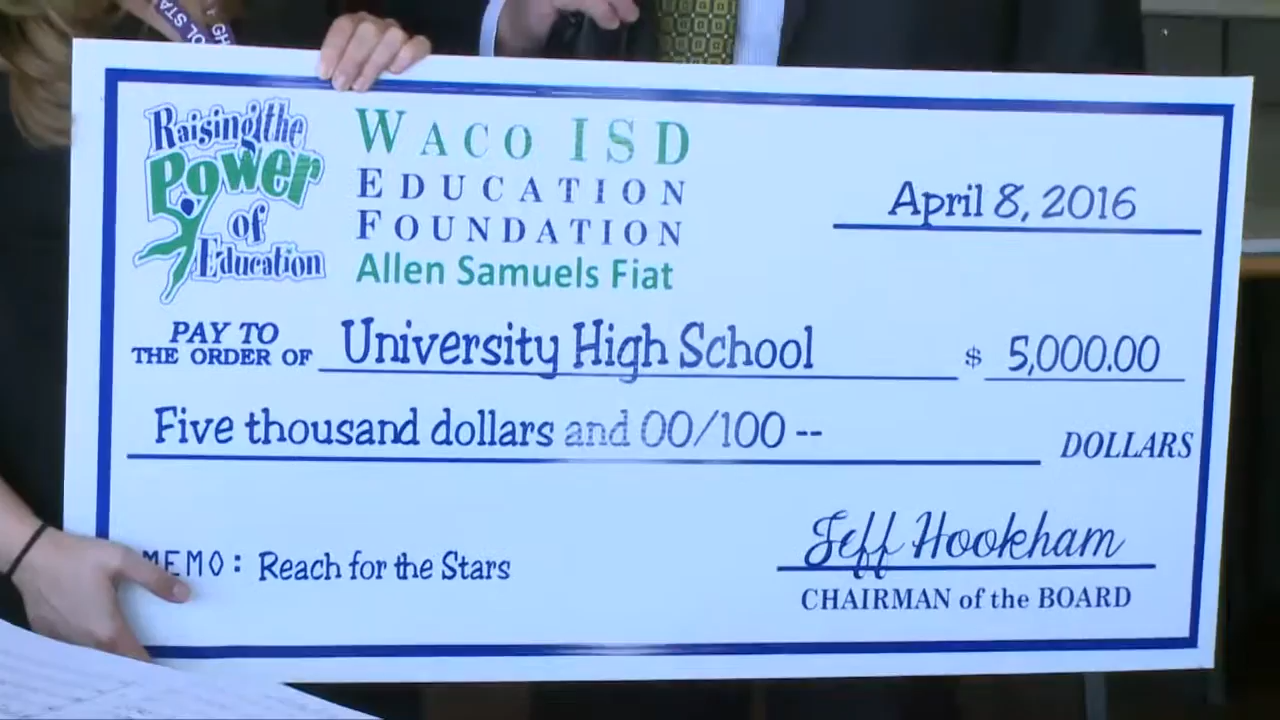 Raising the
Power
of
Education
WACO ISD
EDUCATION
FOUNDATION
Allen Samuels Fiat
April 8, 2016
PAY TO
THE ORDER OF University High School $ 5,000.00
Five thousand dollars and 00/100 -- DOLLARS
MEMO: Reach for the Stars
Jeff Hookham
CHAIRMAN of the BOARD